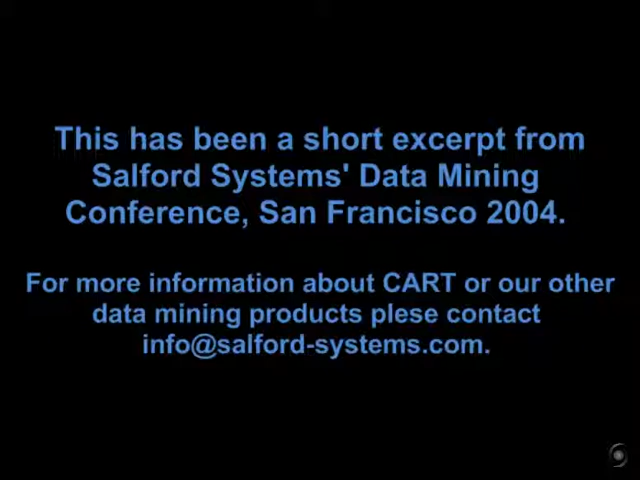 This has been a short excerpt from
Salford Systems' Data Mining
Conference, San Francisco 2004.
For more information about CART or our other
data mining products plese contact
info@salford-systems.com.